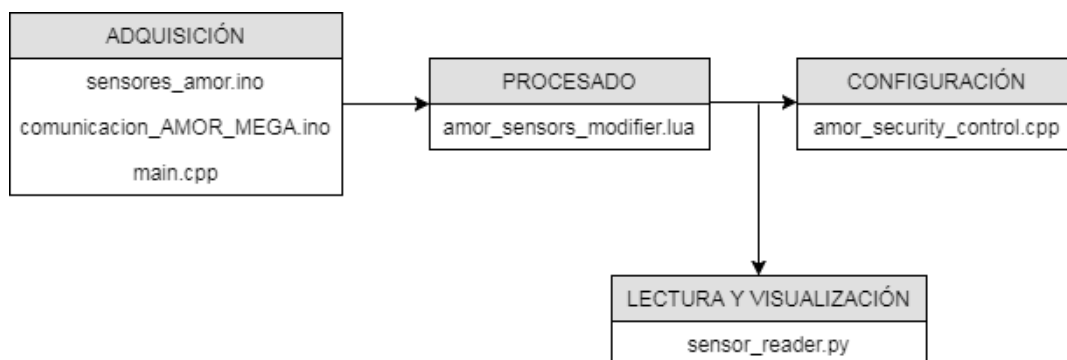 ADQUISICIÓN
sensores_amor.ino
comunicacion_AMOR_MEGA.ino
main.cpp
PROCESADO
amor_sensors_modifier.lua
CONFIGURACIÓN
amor_security_control.cpp
LECTURA Y VISUALIZACIÓN
sensor_reader.py